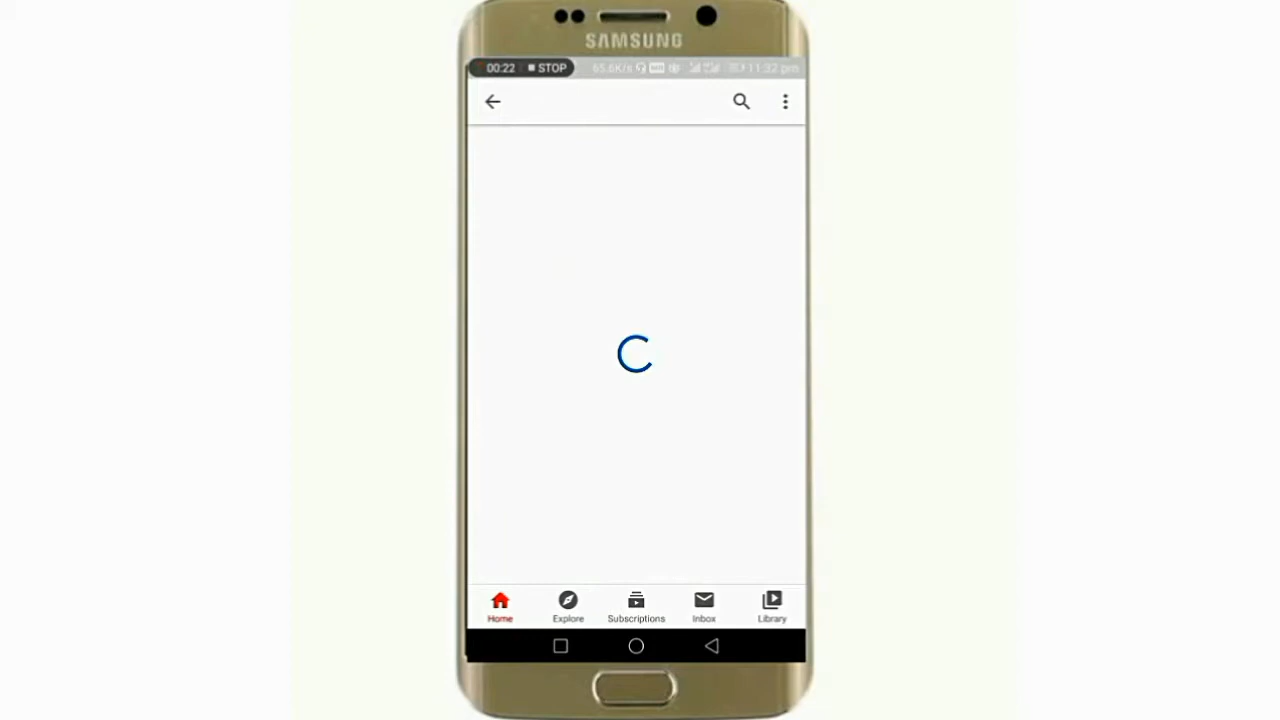 SAMSUNG
00:22 STOP 65.6K/s 11:32 pm
Home Explore Subscriptions Inbox Library